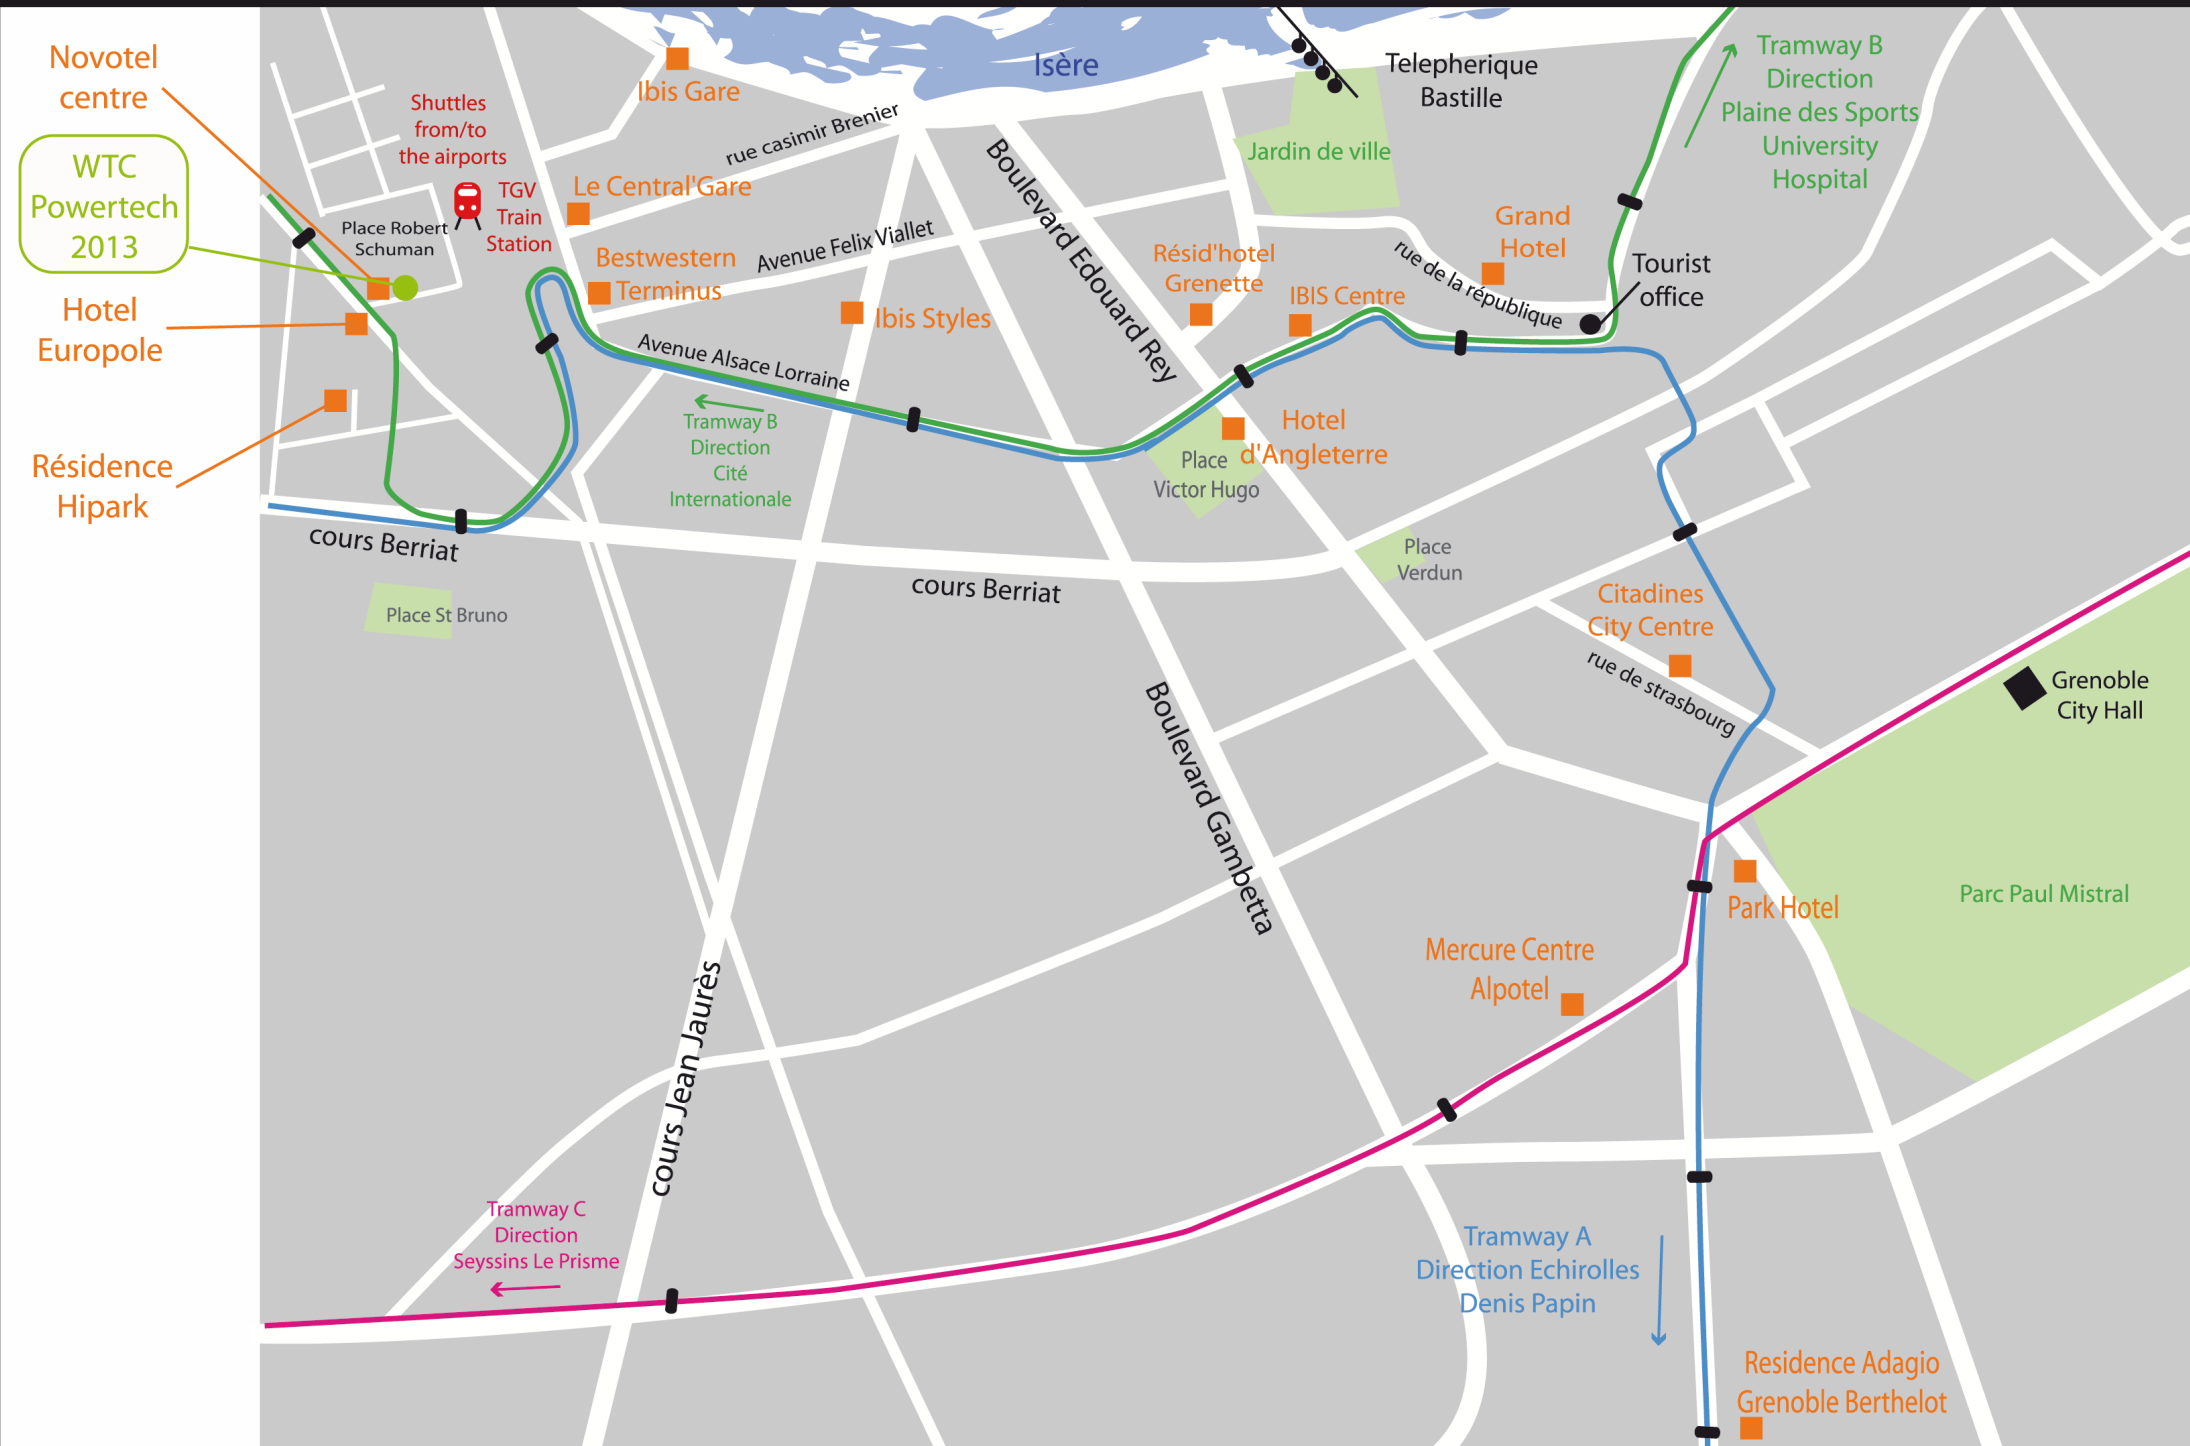 Novotel
centre
WTC
Powertech
2013
Hotel
Europole
Résidence
Hipark
Shuttles
from/to
the airports
TGV
Train
Station
Place Robert
Schuman
Ibis Gare
Le Central'Gare
rue casimir Brenier
Bestwestern
Terminus
Avenue Felix Viallet
Ibis Styles
Avenue Alsace Lorraine
Tramway B
Direction
Cité
Internationale
cours Berriat
Place St Bruno
cours Berriat
Isère
Boulevard Edouard Rey
Telepherique
Bastille
Jardin de ville
Résid'hotel
Grenette
IBIS Centre
rue de la république
Grand
Hotel
Tourist
office
Tramway B
Direction
Plaine des Sports
University
Hospital
Hotel
d'Angleterre
Place
Victor Hugo
Place
Verdun
Citadines
City Centre
rue de strasbourg
Grenoble
City Hall
Boulevard Gambetta
Park Hotel
Parc Paul Mistral
Mercure Centre
Alpotel
cours Jean Jaurès
Tramway C
Direction
Seyssins Le Prisme
Tramway A
Direction Echirolles
Denis Papin
Residence Adagio
Grenoble Berthelot